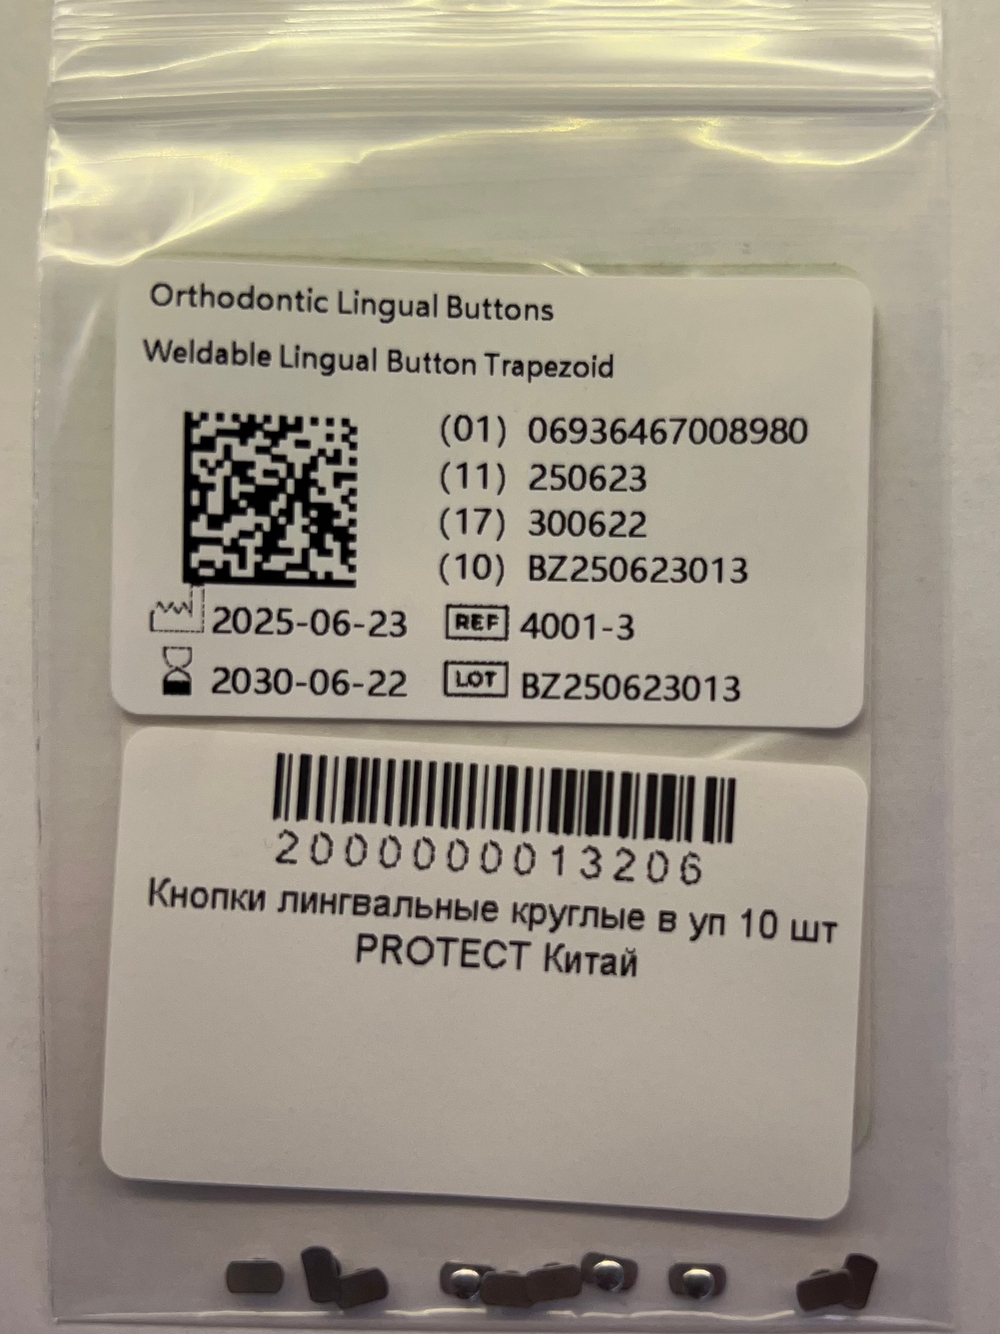 Orthodontic Lingual Buttons
Weldable Lingual Button Trapezoid
(01) 06936467008980
(11) 250623
(17) 300622
(10) BZ250623013
2025-06-23 REF 4001-3
2030-06-22 LOT BZ250623013
2000000013206
Кнопки лингвальные круглые в уп 10 шт
PROTECT Китай